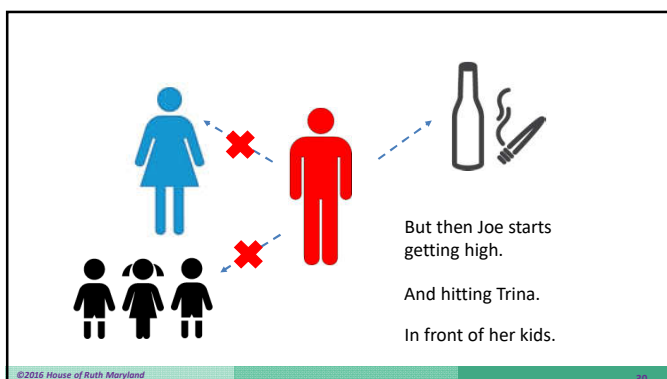 But then Joe starts
getting high.
And hitting Trina.
In front of her kids.
©2016 House of Ruth Maryland
30